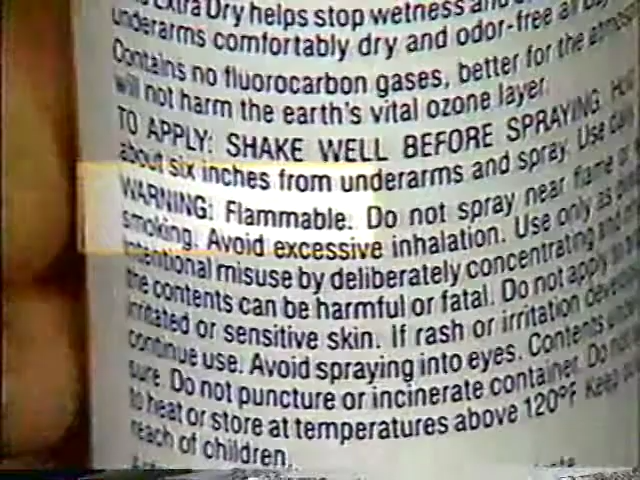 Extra Dry helps stop wetness and
underarms comfortably dry and odor-free all day
Contains no fluorocarbon gases, better for the
will not harm the earth's vital ozone layer.
TO APPLY: SHAKE WELL BEFORE SPRAYING.
about six inches from underarms and spray. Use
WARNING: Flammable. Do not spray near flame or
smoking. Avoid excessive inhalation. Use only as
intentional misuse by deliberately concentrating and
the contents can be harmful or fatal. Do not apply to
irritated or sensitive skin. If rash or irritation
continue use. Avoid spraying into eyes. Contents
sure. Do not puncture or incinerate container. Do not
to heat or store at temperatures above 120°F Keep
reach of children.